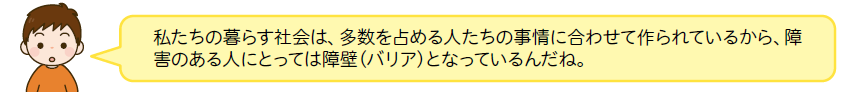 私たちの暮らす社会は、多数を占める人たちの事情に合わせて作られているから、障
害のある人にとっては障壁（バリア）となっているんだね。